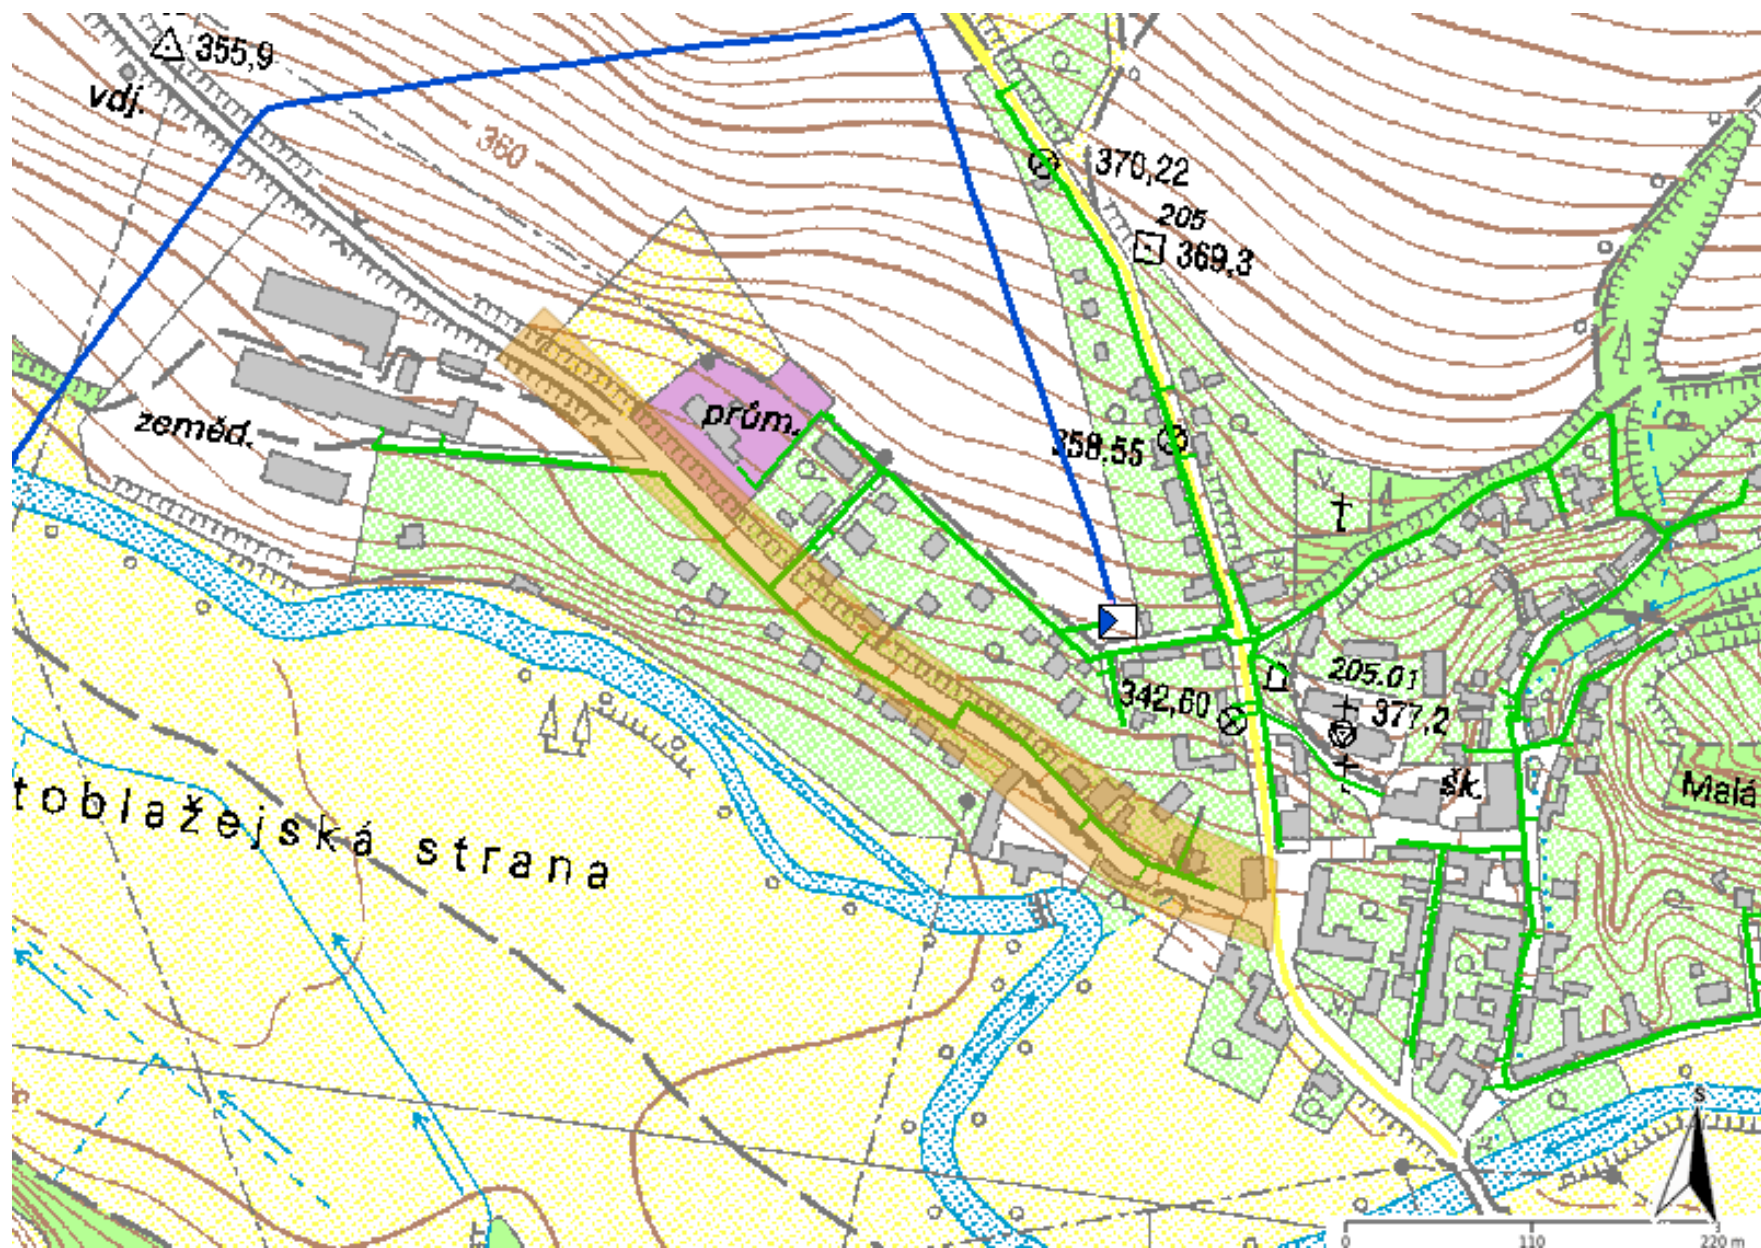 355,9
vdj.
360
370,22
205
369,3
prům.
zeměd.
358.55
205.01
342,60
377,2
šk.
Malá
toblažejská strana
S
0 110 220 m